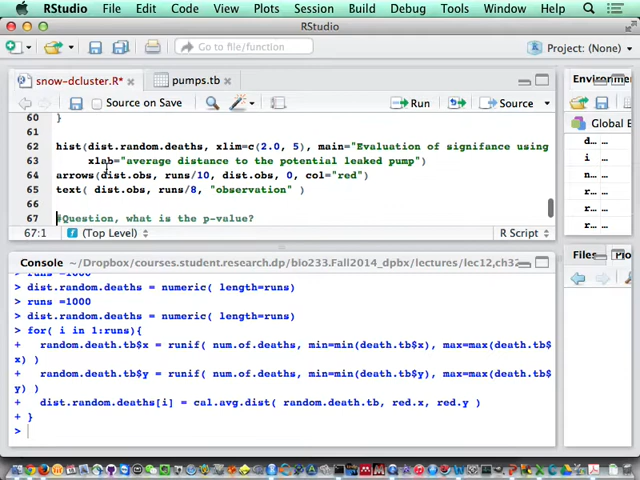 RStudio File Edit Code View Plots Session Build Debug Tools Window Help
RStudio
Go to file/function
Project: (None)
snow-dcluster.R* pumps.tb
Source on Save Run Source
60 }
61
62 hist(dist.random.deaths, xlim=c(2.0, 5), main="Evaluation of signifance using
63 xlab="average distance to the potential leaked pump")
64 arrows(dist.obs, runs/10, dist.obs, 0, col="red")
65 text( dist.obs, runs/8, "observation" )
66
67 #Question, what is the p-value?
67:1 (Top Level) R Script
Environme
Global E
d… …
i …
n… …
r… …
r… …
r… …
Files
Console ~/Dropbox/courses.student.research.dp/bio233.Fall2014_dpbx/lectures/lec12,ch32
> runs =1000
> dist.random.deaths = numeric( length=runs)
> runs =1000
> dist.random.deaths = numeric( length=runs)
> for( i in 1:runs){
+ random.death.tb$x = runif( num.of.deaths, min=min(death.tb$x), max=max(death.tb$
x) )
+ random.death.tb$y = runif( num.of.deaths, min=min(death.tb$y), max=max(death.tb$
y) )
+ dist.random.deaths[i] = cal.avg.dist( random.death.tb, red.x, red.y )
+ }
>